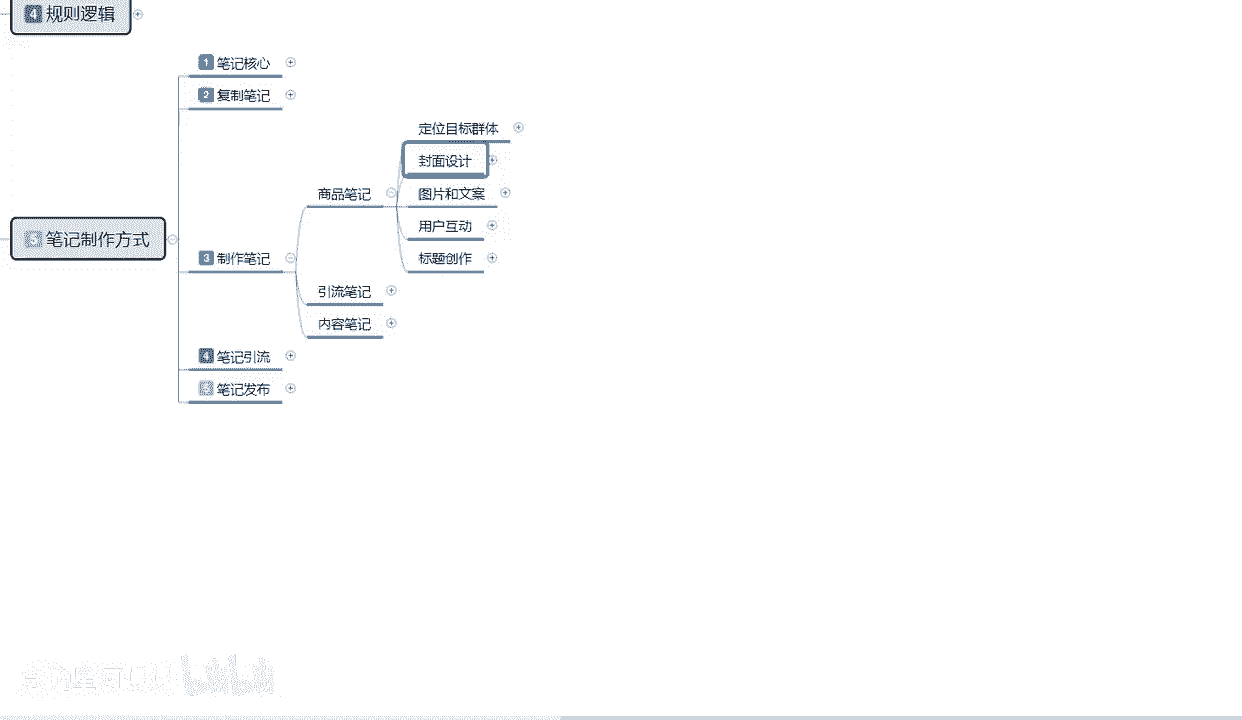 4 规则逻辑
1 笔记核心
2 复制笔记
定位目标群体
封面设计
商品笔记
图片和文案
用户互动
5 笔记制作方式
3 制作笔记
标题创作
引流笔记
内容笔记
4 笔记引流
笔记发布